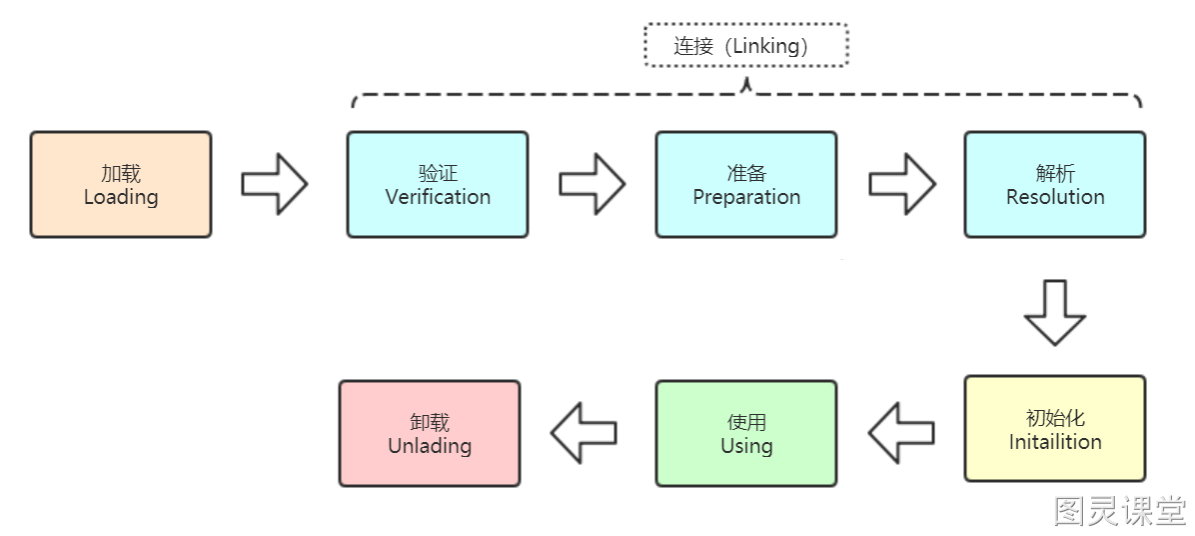 连接（Linking）
加载
Loading
验证
Verification
准备
Preparation
解析
Resolution
初始化
Initailition
使用
Using
卸载
Unlading
图灵课堂